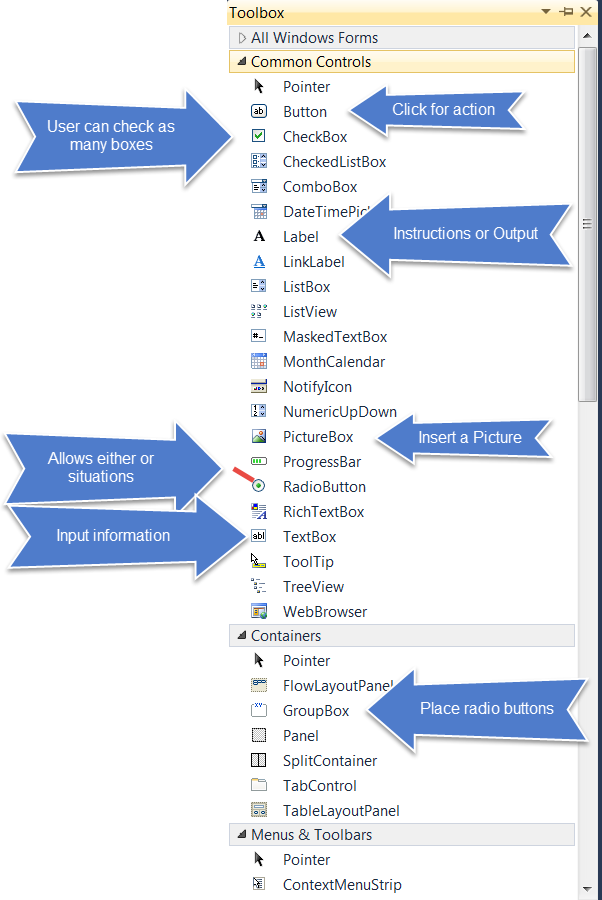 Toolbox
All Windows Forms
Common Controls
Pointer
Button
Click for action
User can check as
many boxes
CheckBox
CheckedListBox
ComboBox
DateTimePic
Label
Instructions or Output
LinkLabel
ListBox
ListView
MaskedTextBox
MonthCalendar
NotifyIcon
NumericUpDown
PictureBox
Insert a Picture
Allows either or
situations
ProgressBar
RadioButton
RichTextBox
Input information
TextBox
ToolTip
TreeView
WebBrowser
Containers
Pointer
FlowLayoutPanel
GroupBox
Place radio buttons
Panel
SplitContainer
TabControl
TableLayoutPanel
Menus & Toolbars
Pointer
ContextMenuStrip